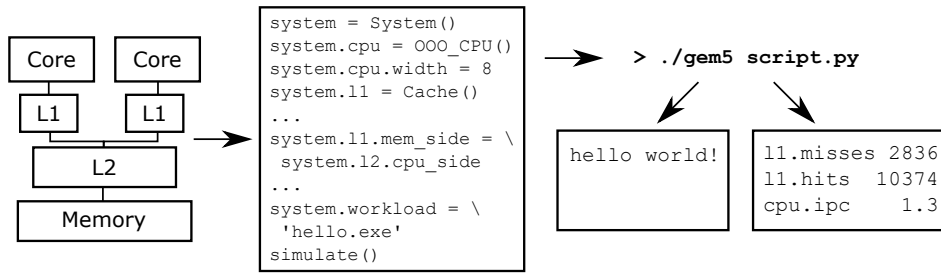 Core Core
L1 L1
L2
Memory
system = System()
system.cpu = OOO_CPU()
system.cpu.width = 8
system.l1 = Cache()
...
system.l1.mem_side = \
system.l2.cpu_side
...
system.workload = \
'hello.exe'
simulate()
> ./gem5 script.py
hello world!
l1.misses 2836
l1.hits 10374
cpu.ipc 1.3